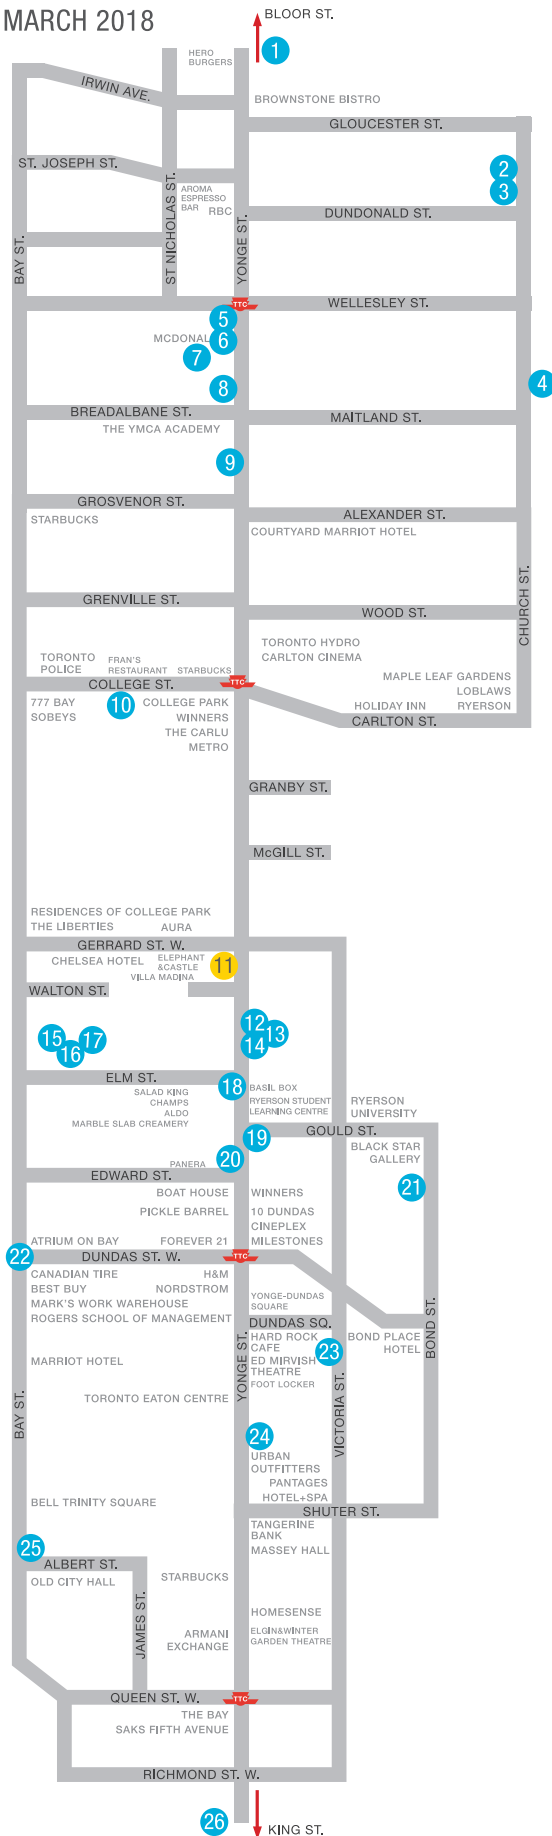 MARCH 2018
BLOOR ST.
1
HERO
BURGERS
IRWIN AVE.
BROWNSTONE BISTRO
GLOUCESTER ST.
ST. JOSEPH ST.
2
3
AROMA
ESPRESSO
BAR
RBC
DUNDONALD ST.
ST NICHOLAS ST.
YONGE ST.
BAY ST.
TTC
WELLESLEY ST.
5
MCDONAL
6
7
4
8
BREADALBANE ST.
MAITLAND ST.
THE YMCA ACADEMY
9
GROSVENOR ST.
ALEXANDER ST.
STARBUCKS
COURTYARD MARRIOT HOTEL
CHURCH ST.
GRENVILLE ST.
WOOD ST.
TORONTO HYDRO
CARLTON CINEMA
TORONTO
POLICE
FRAN'S
RESTAURANT
STARBUCKS
MAPLE LEAF GARDENS
LOBLAWS
RYERSON
COLLEGE ST.
TTC
HOLIDAY INN
CARLTON ST.
777 BAY
SOBEYS
10
COLLEGE PARK
WINNERS
THE CARLU
METRO
GRANBY ST.
McGILL ST.
RESIDENCES OF COLLEGE PARK
THE LIBERTIES
AURA
GERRARD ST. W.
CHELSEA HOTEL
ELEPHANT
&CASTLE
VILLA MADINA
11
WALTON ST.
12
13
14
15
16
17
ELM ST.
18
BASIL BOX
RYERSON STUDENT
LEARNING CENTRE
SALAD KING
CHAMPS
ALDO
MARBLE SLAB CREAMERY
RYERSON
UNIVERSITY
19
GOULD ST.
BLACK STAR
GALLERY
20
PANERA
EDWARD ST.
21
BOAT HOUSE
WINNERS
PICKLE BARREL
10 DUNDAS
CINEPLEX
ATRIUM ON BAY
FOREVER 21
MILESTONES
22
DUNDAS ST. W.
TTC
CANADIAN TIRE
H&M
BEST BUY
NORDSTROM
MARK'S WORK WAREHOUSE
ROGERS SCHOOL OF MANAGEMENT
YONGE-DUNDAS
SQUARE
DUNDAS SQ.
BOND ST.
HARD ROCK
CAFE
ED MIRVISH
THEATRE
FOOT LOCKER
23
BOND PLACE
HOTEL
YONGE ST.
MARRIOT HOTEL
VICTORIA ST.
BAY ST.
TORONTO EATON CENTRE
24
URBAN
OUTFITTERS
PANTAGES
HOTEL+SPA
BELL TRINITY SQUARE
SHUTER ST.
TANGERINE
BANK
MASSEY HALL
25
ALBERT ST.
OLD CITY HALL
STARBUCKS
JAMES ST.
HOMESENSE
ARMANI
EXCHANGE
ELGIN&WINTER
GARDEN THEATRE
QUEEN ST. W.
TTC
THE BAY
SAKS FIFTH AVENUE
RICHMOND ST. W.
26
KING ST.